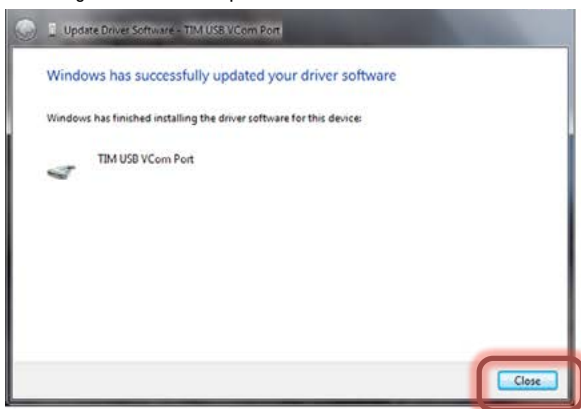 Update Driver Software - TIM USB VCom Port
Windows has successfully updated your driver software
Windows has finished installing the driver software for this device:
TIM USB VCom Port
Close